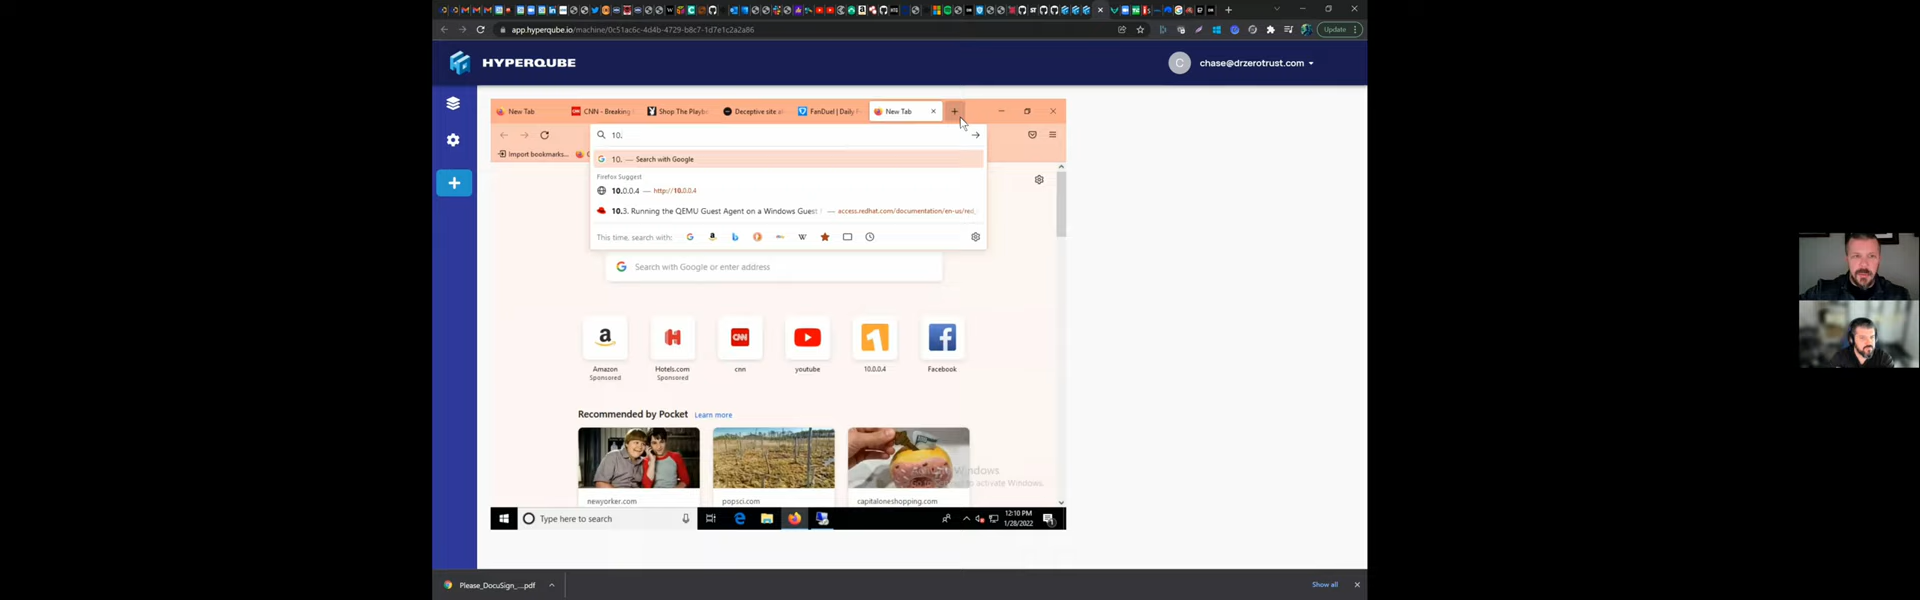 app.hyperqube.io/machine/0c51ac6c-4d4b-4729-b8c7-1d7e1c2a2a86
Update
HYPERQUBE
C
chase@drzerotrust.com
New Tab
CNN - Breaking
Shop The Playb
Deceptive site a
FanDuel | Daily
New Tab
10.
Import bookmarks...
10. — Search with Google
Firefox Suggest
10.0.0.4 — http://10.0.0.4
10.3. Running the QEMU Guest Agent on a Windows Guest — access.redhat.com/documentation/en-us/red_
This time, search with:
Search with Google or enter address
Amazon
Sponsored
Hotels.com
Sponsored
CNN
cnn
youtube
10.0.0.4
Facebook
Recommended by Pocket Learn more
newyorker.com
popsci.com
capitaloneshopping.com
to activate Windows.
Type here to search
12:10 PM
1/28/2022
Please_DocuSign_....pdf
Show all